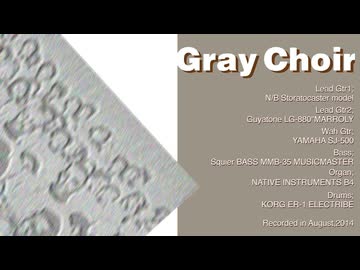 Gray Choir
Lead Gtr1;
N/B Storatocaster model
Lead Gtr2;
Guyatone LG-880"MARROLY
Wah Gtr;
YAMAHA SJ-500
Bass;
Squier BASS MMB-35 MUSICMASTER
Organ;
NATIVE INSTRUMENTS B4
Drums;
KORG ER-1 ELECTRIBE
Recorded in August,2014